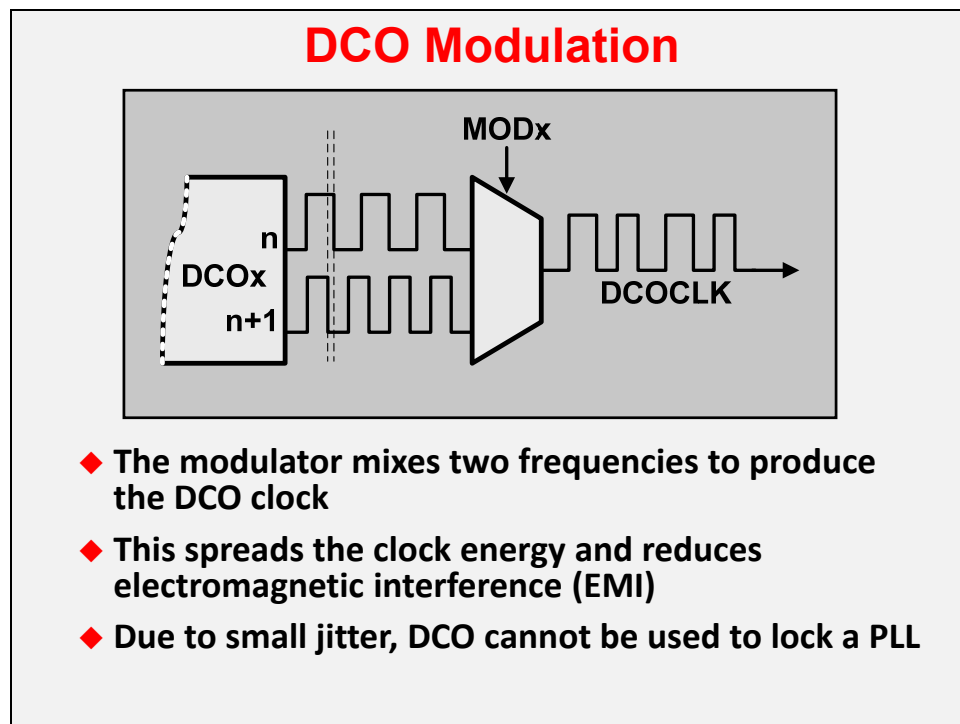 DCO Modulation
MODx
n
DCOx
n+1
DCOCLK
The modulator mixes two frequencies to produce
the DCO clock
This spreads the clock energy and reduces
electromagnetic interference (EMI)
Due to small jitter, DCO cannot be used to lock a PLL